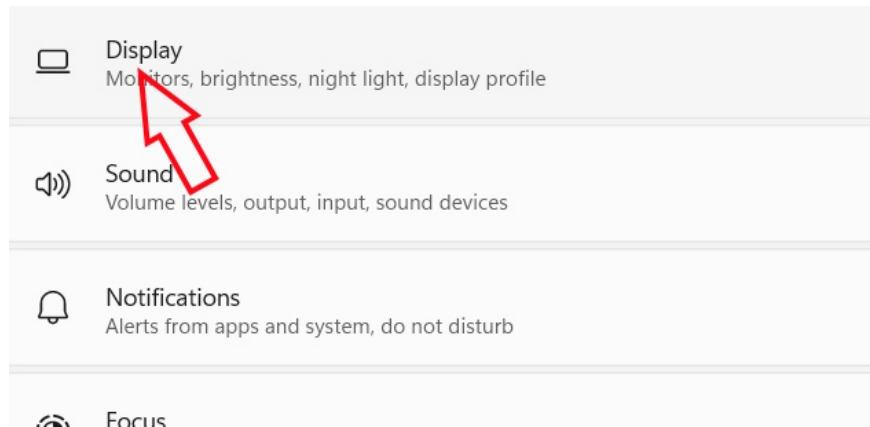 Display
Monitors, brightness, night light, display profile
Sound
Volume levels, output, input, sound devices
Notifications
Alerts from apps and system, do not disturb
Focus